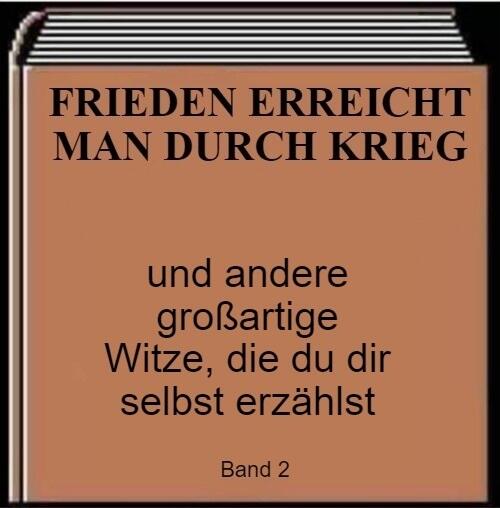 FRIEDEN ERREICHT
MAN DURCH KRIEG
und andere
großartige
Witze, die du dir
selbst erzählst
Band 2